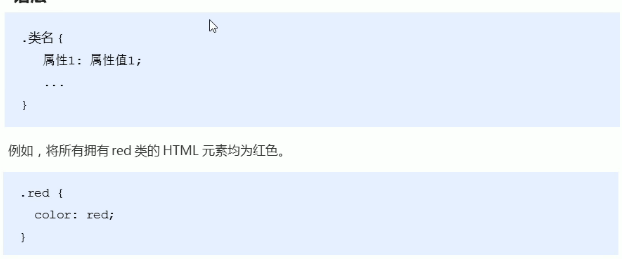 .类名 {
属性1: 属性值1;
...
}
例如，将所有拥有 red 类的 HTML 元素均为红色。
.red {
color: red;
}